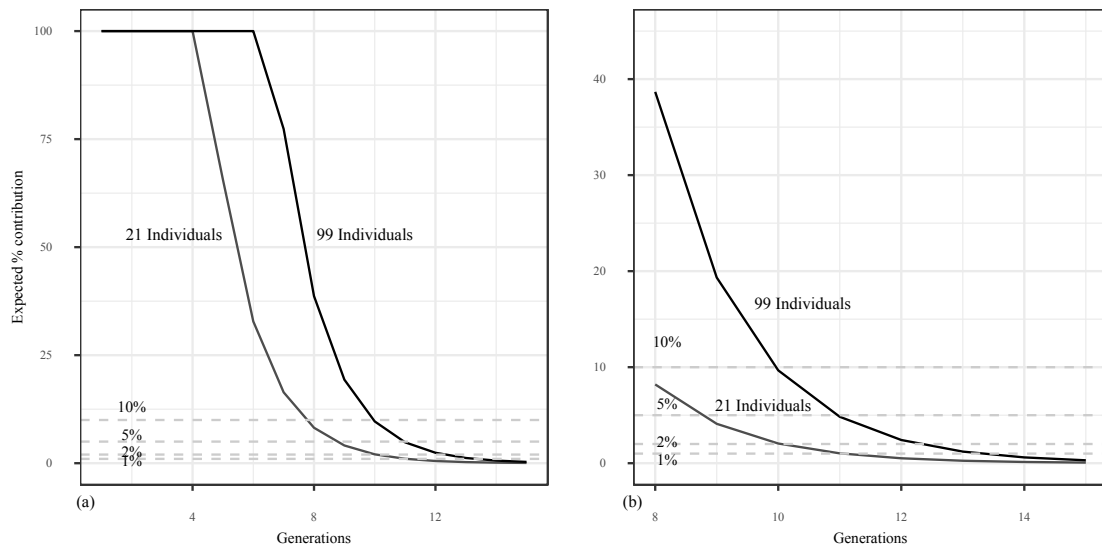 100
75
50
25
0
Expected % contribution
21 Individuals
99 Individuals
10%
5%
2%
1%
(a)
4
8
12
Generations
40
30
20
10
0
99 Individuals
10%
21 Individuals
5%
2%
1%
(b)
8
10
12
14
Generations